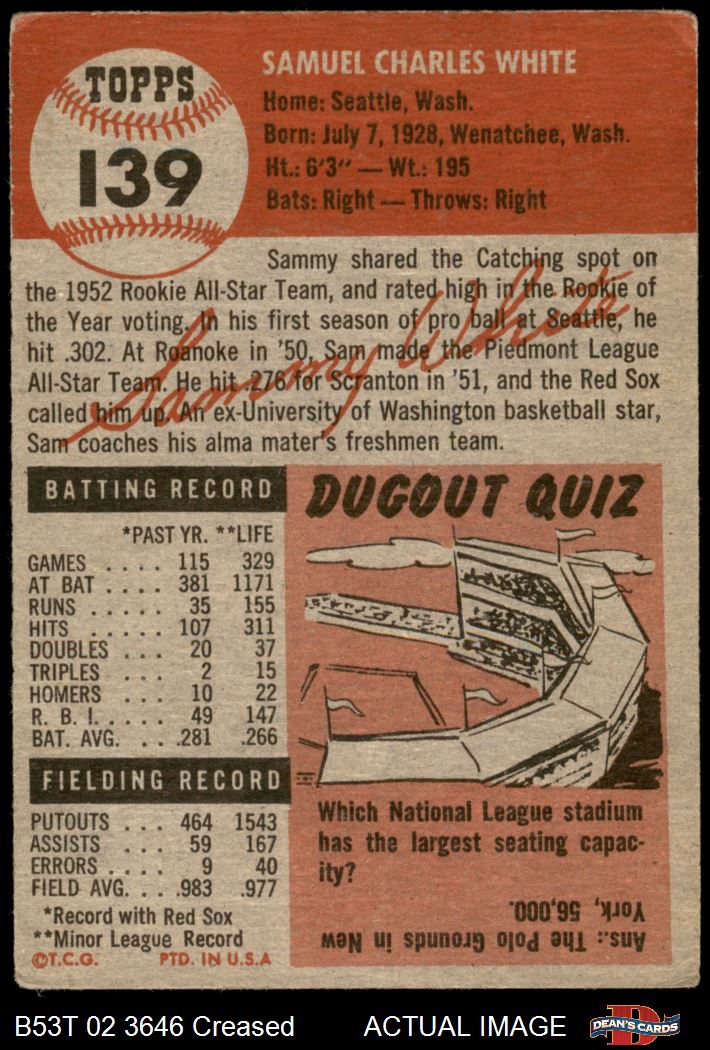 TOPPS
139
SAMUEL CHARLES WHITE
Home: Seattle, Wash.
Born: July 7, 1928, Wenatchee, Wash.
Ht.: 6'3" — Wt.: 195
Bats: Right — Throws: Right
Sammy shared the Catching spot on
the 1952 Rookie All-Star Team, and rated high in the Rookie of
the Year voting. In his first season of pro ball at Seattle, he
hit .302. At Roanoke in '50, Sam made the Piedmont League
All-Star Team. He hit .276 for Scranton in '51, and the Red Sox
called him up. An ex-University of Washington basketball star,
Sam coaches his alma mater's freshmen team.
Sammy White
BATTING RECORD
*PAST YR. **LIFE
GAMES . . . . 115 329
AT BAT . . . . 381 1171
RUNS . . . . . 35 155
HITS . . . . . . 107 311
DOUBLES . . . 20 37
TRIPLES . . . 2 15
HOMERS . . . 10 22
R. B. I. . . . . . 49 147
BAT. AVG. . . . .281 .266
FIELDING RECORD
PUTOUTS . . . 464 1543
ASSISTS . . . . 59 167
ERRORS . . . . 9 40
FIELD AVG. . . . .983 .977
*Record with Red Sox
**Minor League Record
©T.C.G. PTD. IN U.S.A
DUGOUT QUIZ
Which National League stadium
has the largest seating capac-
ity?
Ans.: The Polo Grounds in New
York, 56,000.
B53T 02 3646 Creased ACTUAL IMAGE
D
DEAN'S CARDS